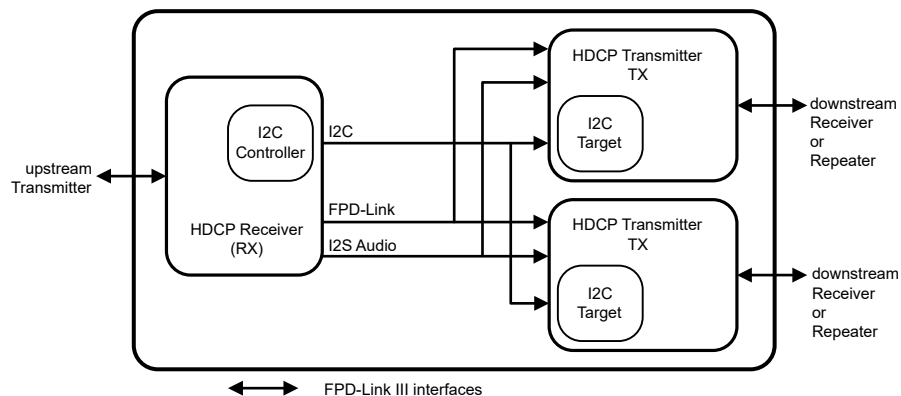 HDCP Transmitter
TX
I2C
Target
downstream
Receiver
or
Repeater
I2C
Controller
I2C
upstream
Transmitter
HDCP Receiver
(RX)
FPD-Link
I2S Audio
HDCP Transmitter
TX
I2C
Target
downstream
Receiver
or
Repeater
FPD-Link III interfaces